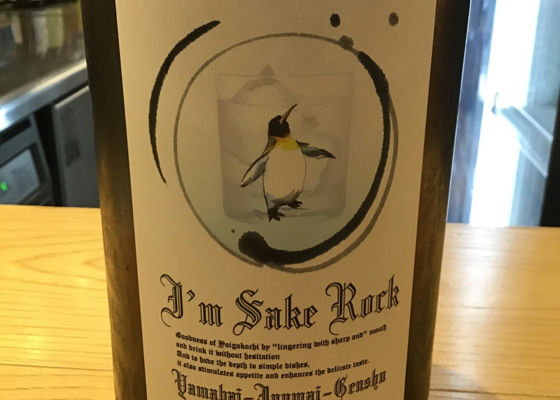 I'm Sake Rock
Goodness of Yoigokochi by "lingering with sharp and" mouth
and drink it without hesitation
And to have the depth to simple dishes,
it also stimulates appetite and enhances the delicate taste.
Yamahai-Junmai-Genshu